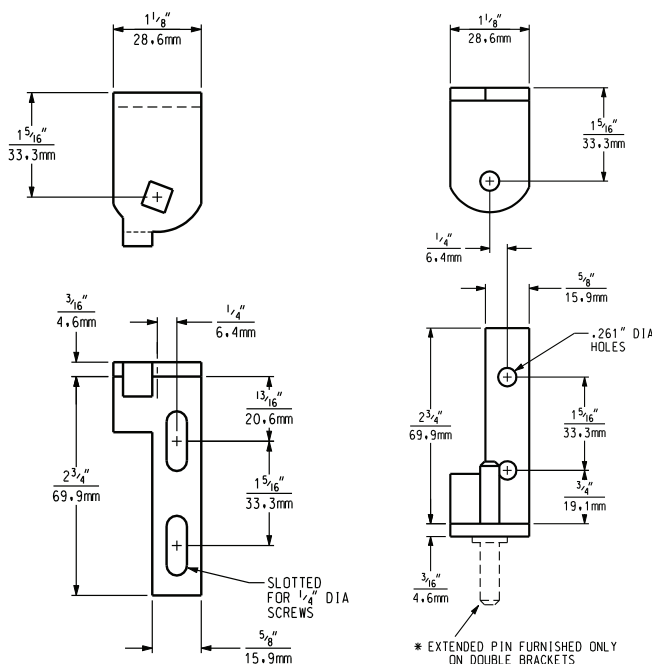 1 1/8"
28.6mm
1 5/16"
33.3mm
3/16"
4.6mm
1/4"
6.4mm
13/16"
20.6mm
2 3/4"
69.9mm
1 5/16"
33.3mm
SLOTTED
FOR 1/4" DIA
SCREWS
5/8"
15.9mm
1 1/8"
28.6mm
1 5/16"
33.3mm
1/4"
6.4mm
5/8"
15.9mm
.261" DIA
HOLES
2 3/4"
69.9mm
1 5/16"
33.3mm
3/4"
19.1mm
3/16"
4.6mm
* EXTENDED PIN FURNISHED ONLY
ON DOUBLE BRACKETS